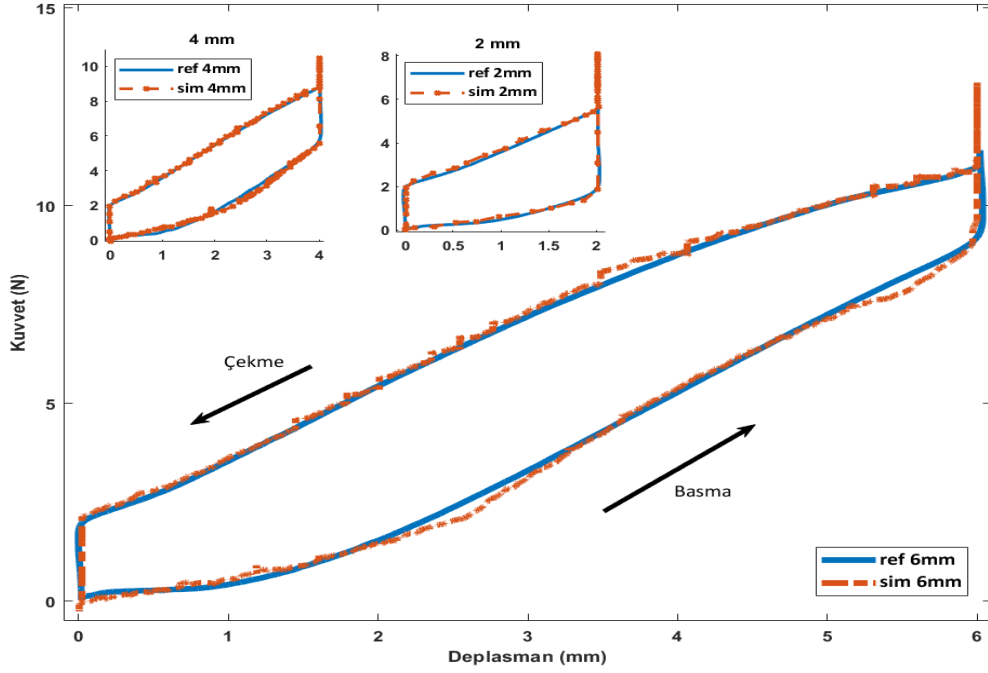 15
10
5
0
Kuvvet (N)
4 mm
10
8
6
4
2
0
ref 4mm
sim 4mm
0 1 2 3 4
2 mm
8
6
4
2
0
ref 2mm
sim 2mm
0 0.5 1 1.5 2
Çekme
Basma
ref 6mm
sim 6mm
0 1 2 3 4 5 6
Deplasman (mm)